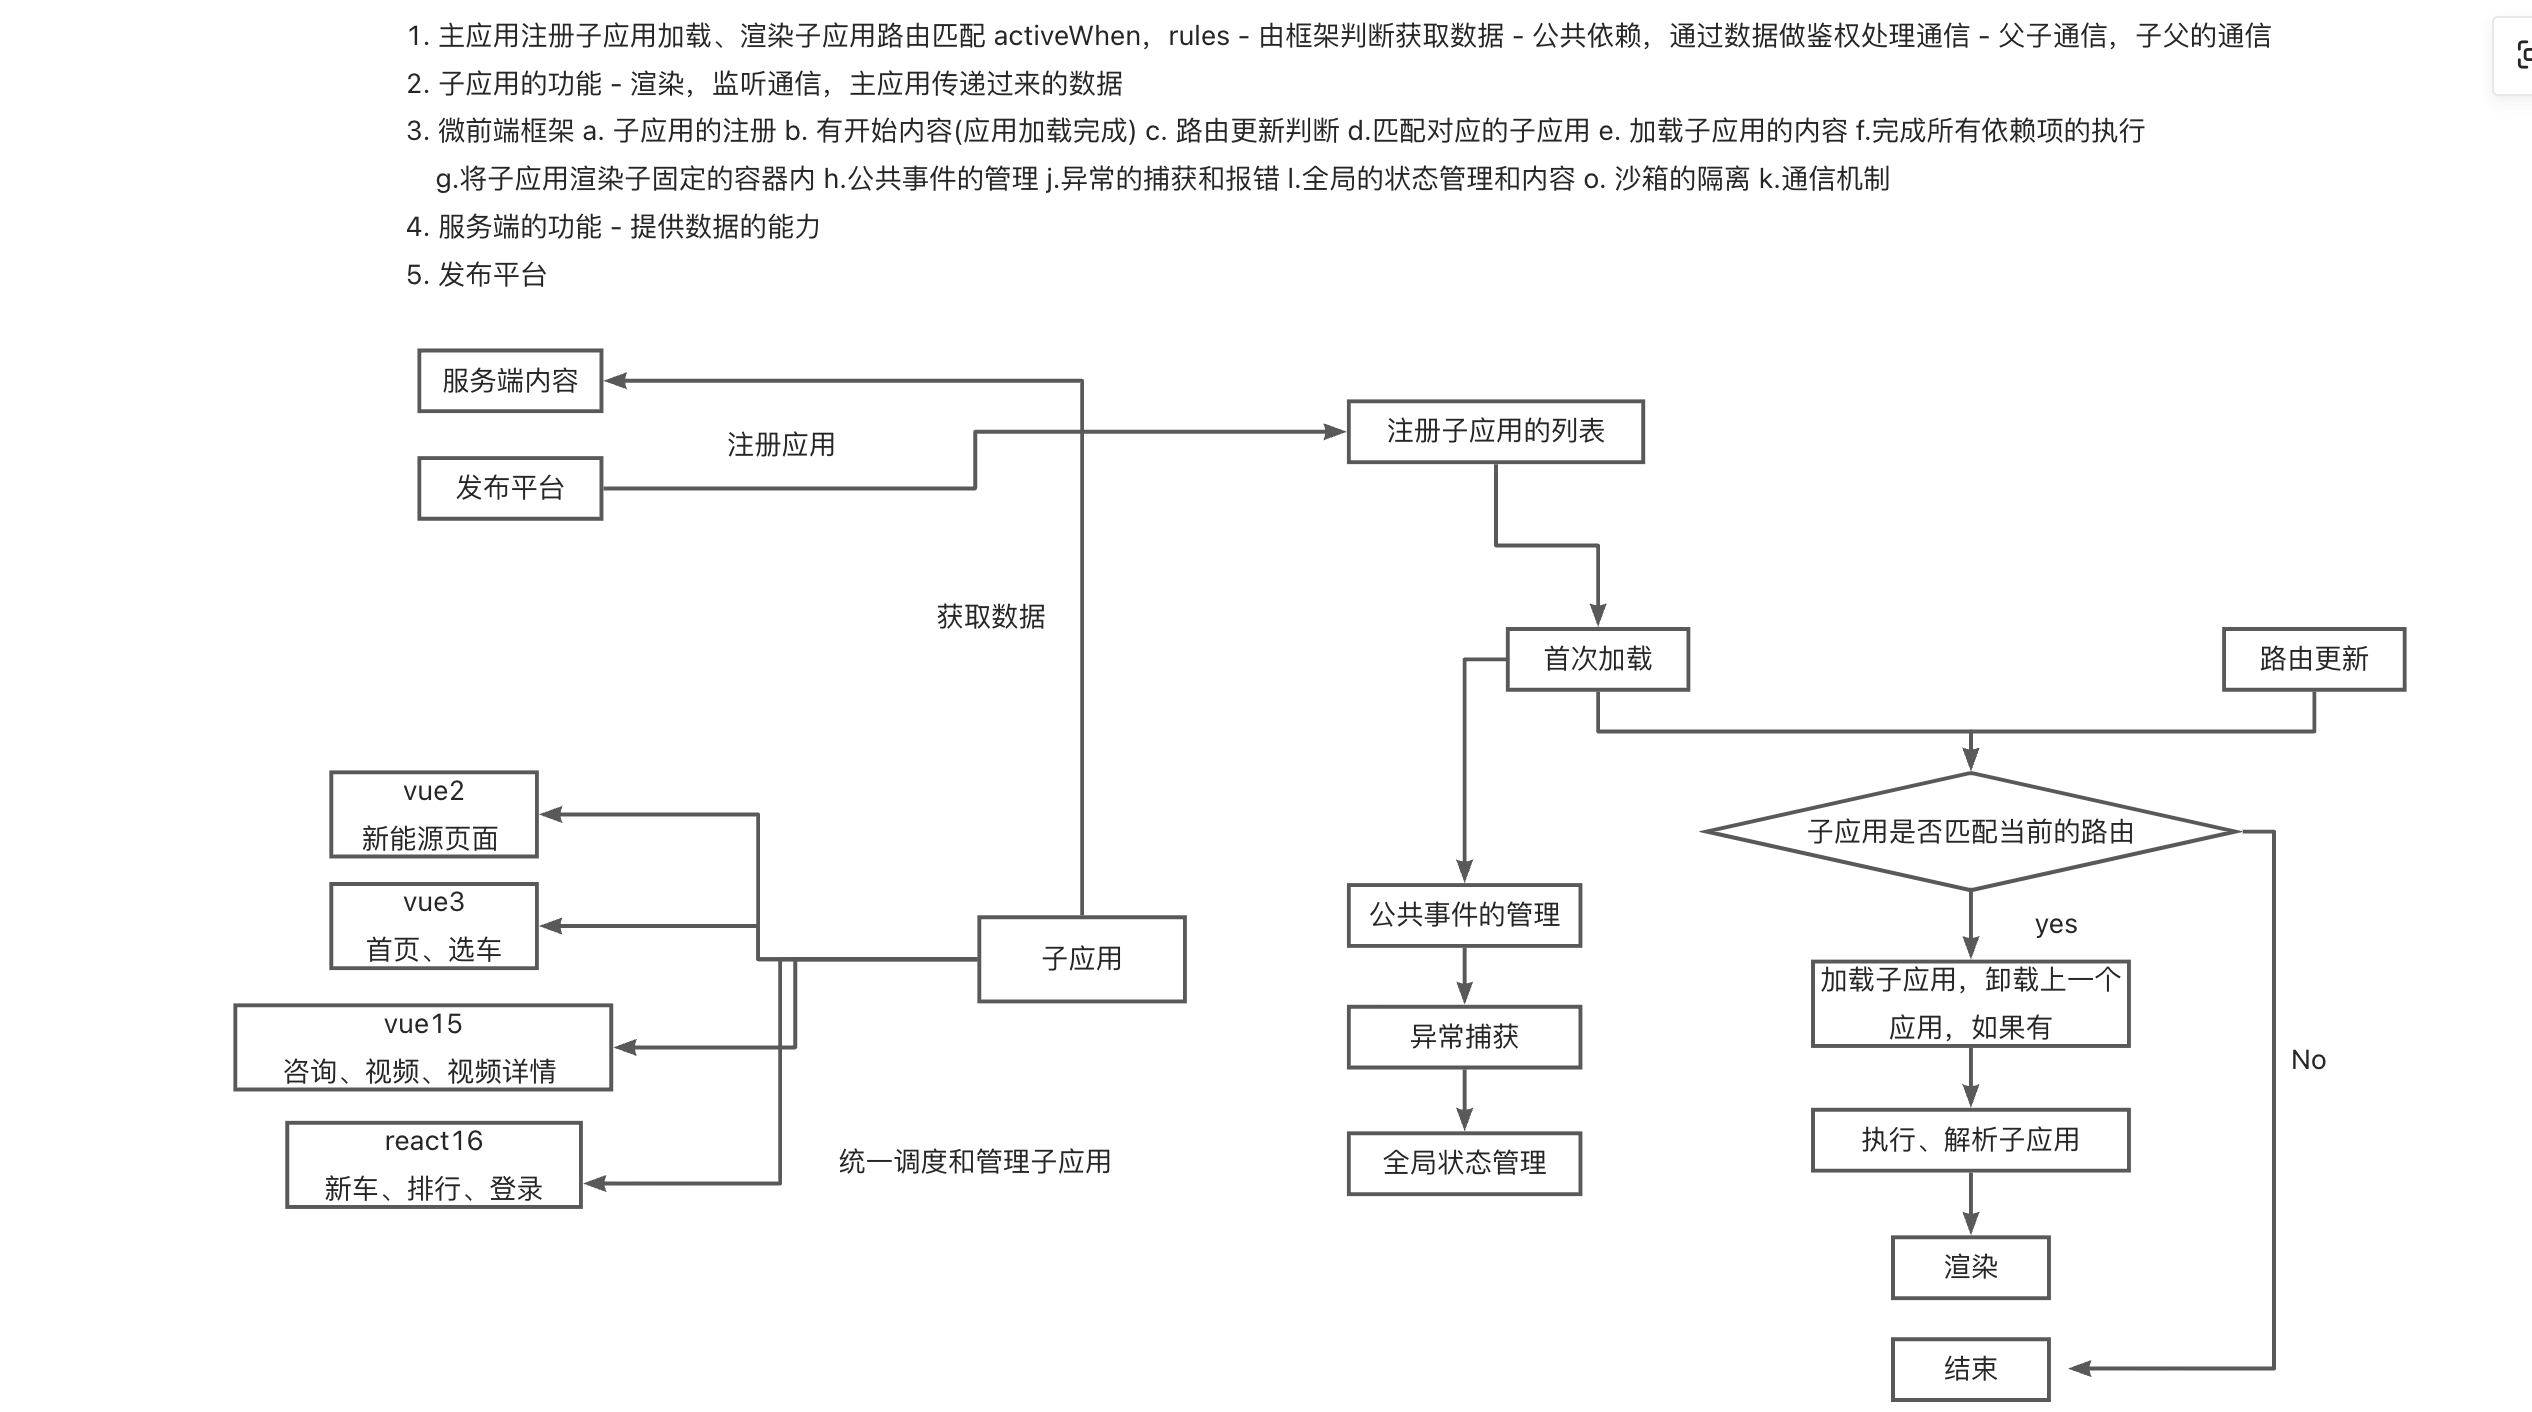 1. 主应用注册子应用加载、渲染子应用路由匹配 activeWhen，rules - 由框架判断获取数据 - 公共依赖，通过数据做鉴权处理通信 - 父子通信，子父的通信
2. 子应用的功能 - 渲染，监听通信，主应用传递过来的数据
3. 微前端框架 a. 子应用的注册 b. 有开始内容(应用加载完成) c. 路由更新判断 d.匹配对应的子应用 e. 加载子应用的内容 f.完成所有依赖项的执行
g.将子应用渲染子固定的容器内 h.公共事件的管理 j.异常的捕获和报错 l.全局的状态管理和内容 o. 沙箱的隔离 k.通信机制
4. 服务端的功能 - 提供数据的能力
5. 发布平台
服务端内容
注册应用
发布平台
注册子应用的列表
获取数据
首次加载
路由更新
vue2
新能源页面
vue3
首页、选车
vue15
咨询、视频、视频详情
react16
新车、排行、登录
子应用
统一调度和管理子应用
公共事件的管理
异常捕获
全局状态管理
子应用是否匹配当前的路由
yes
加载子应用，卸载上一个
应用，如果有
No
执行、解析子应用
渲染
结束